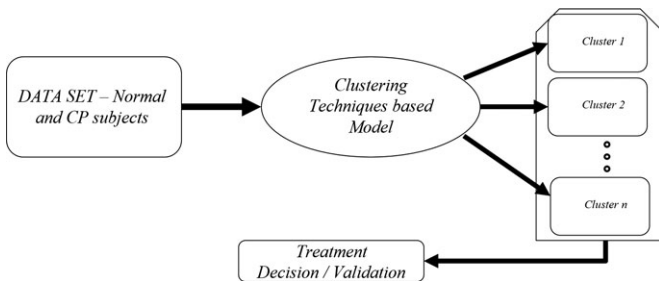 DATA SET – Normal
and CP subjects
Clustering
Techniques based
Model
Cluster 1
Cluster 2
Cluster n
Treatment
Decision / Validation